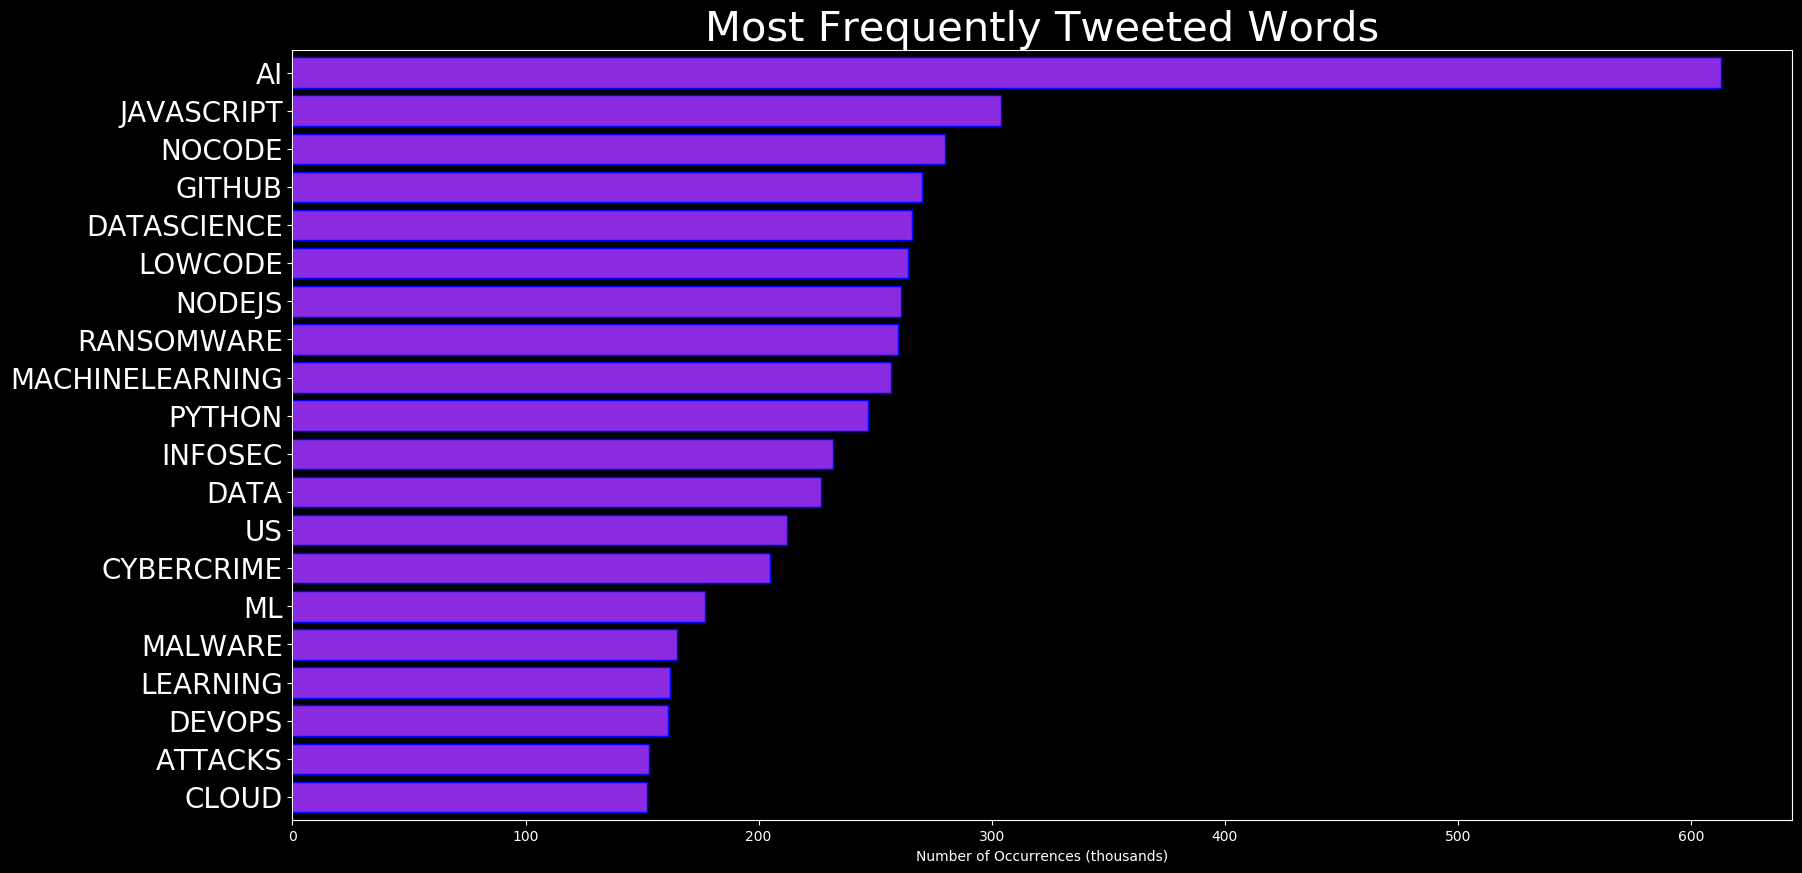 Most Frequently Tweeted Words
AI
JAVASCRIPT
NOCODE
GITHUB
DATASCIENCE
LOWCODE
NODEJS
RANSOMWARE
MACHINELEARNING
PYTHON
INFOSEC
DATA
US
CYBERCRIME
ML
MALWARE
LEARNING
DEVOPS
ATTACKS
CLOUD
0 100 200 300 400 500 600
Number of Occurrences (thousands)